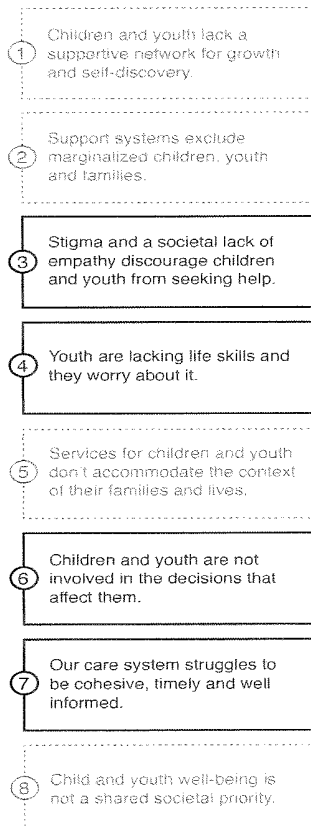 1
Children and youth lack a
supportive network for growth
and self-discovery.
2
Support systems exclude
marginalized children, youth
and families.
3
Stigma and a societal lack of
empathy discourage children
and youth from seeking help.
4
Youth are lacking life skills and
they worry about it.
5
Services for children and youth
don't accommodate the context
of their families and lives.
6
Children and youth are not
involved in the decisions that
affect them.
7
Our care system struggles to
be cohesive, timely and well
informed.
8
Child and youth well-being is
not a shared societal priority.